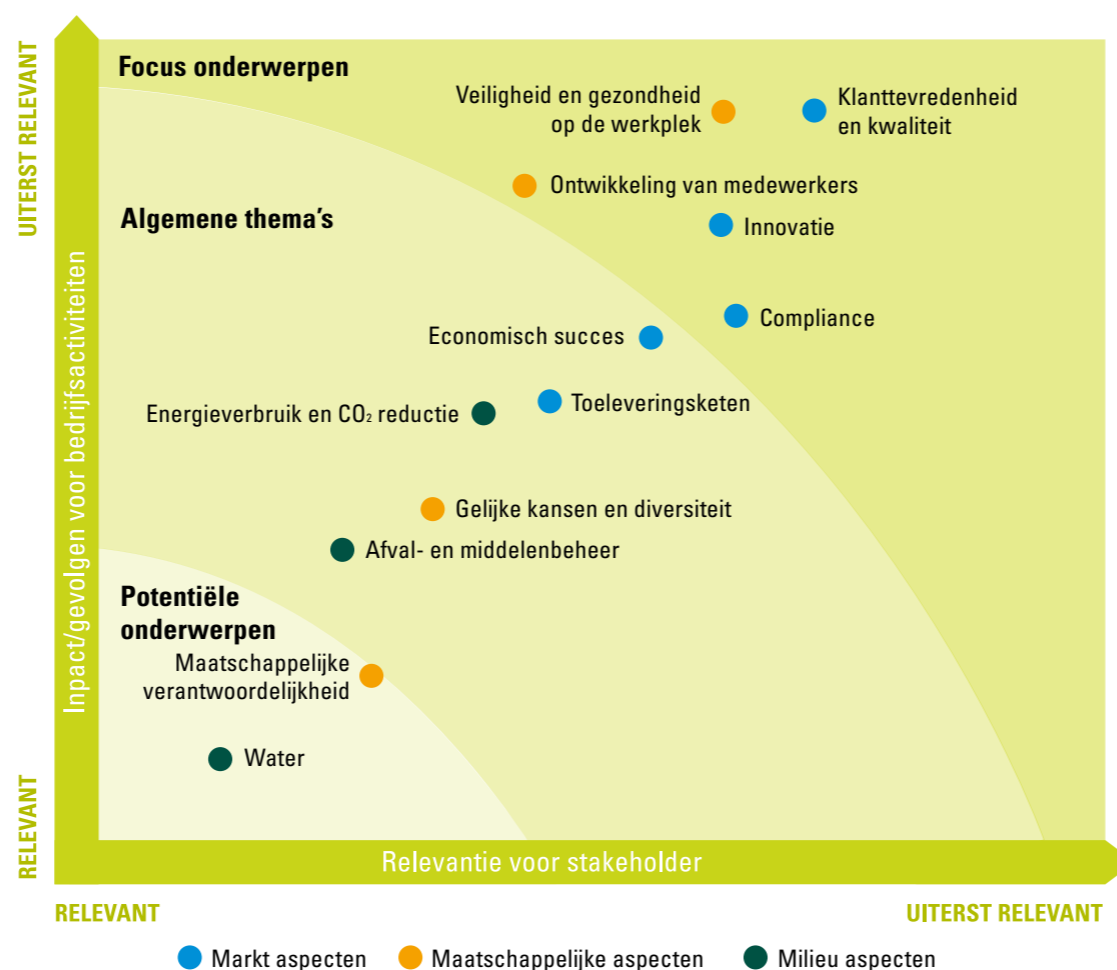 UITERST RELEVANT
Inpact/gevolgen voor bedrijfsactiviteiten
RELEVANT
Focus onderwerpen
Veiligheid en gezondheid
op de werkplek
Klanttevredenheid
en kwaliteit
Ontwikkeling van medewerkers
Algemene thema's
Innovatie
Compliance
Economisch succes
Toeleveringsketen
Energieverbruik en CO₂ reductie
Gelijke kansen en diversiteit
Afval- en middelenbeheer
Potentiële
onderwerpen
Maatschappelijke
verantwoordelijkheid
Water
Relevantie voor stakeholder
RELEVANT
UITERST RELEVANT
Markt aspecten
Maatschappelijke aspecten
Milieu aspecten